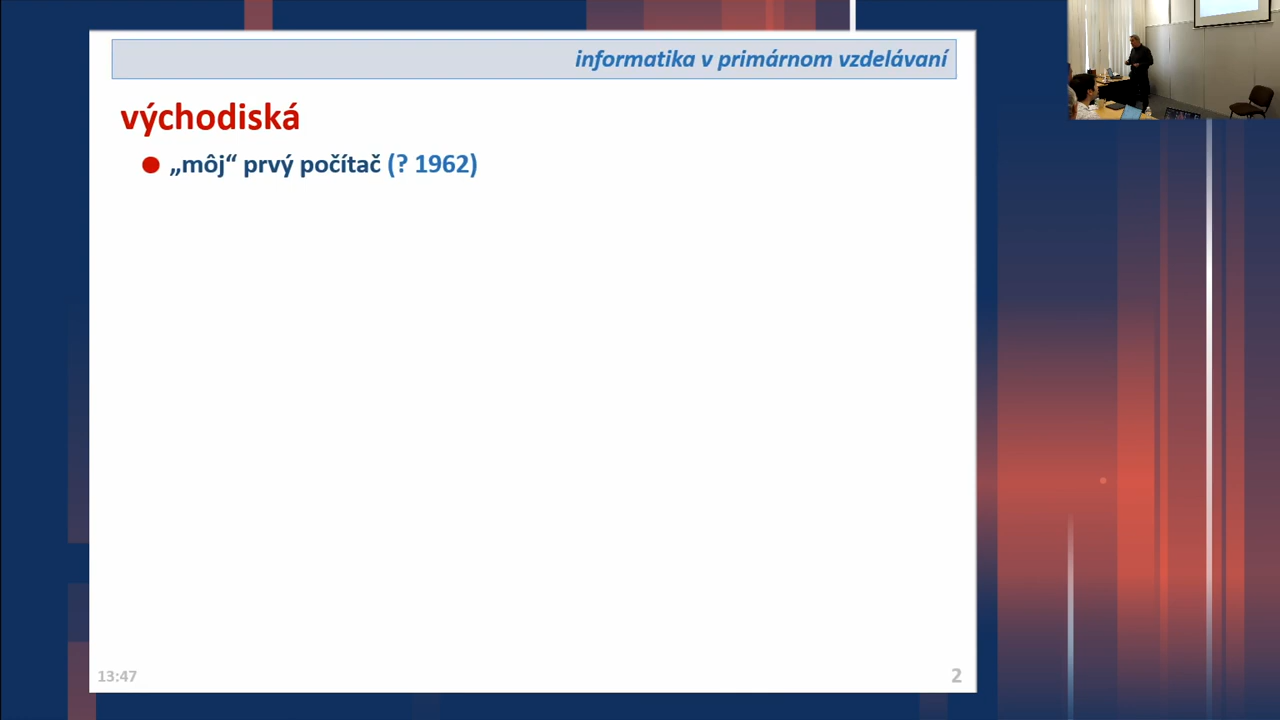 informatika v primárnom vzdelávaní
východiská
„môj“ prvý počítač (? 1962)
13:47
2